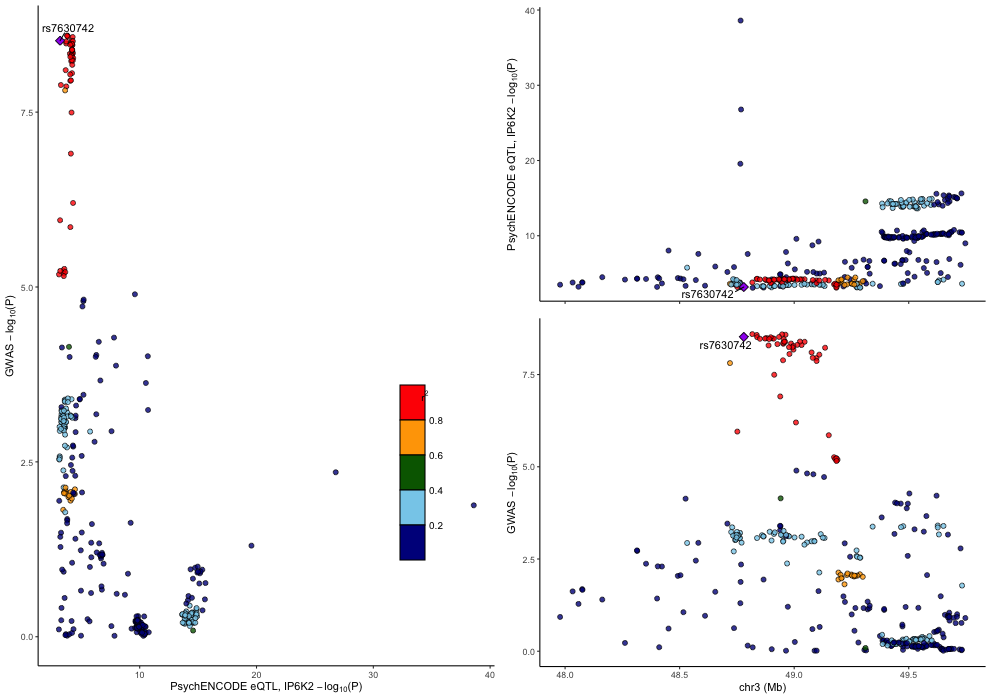 rs7630742
7.5
5.0
2.5
0.0
GWAS −log₁₀(P)
10
20
30
40
PsychENCODE eQTL, IP6K2 −log₁₀(P)
r²
0.8
0.6
0.4
0.2
40
30
20
10
PsychENCODE eQTL, IP6K2 −log₁₀(P)
rs7630742
rs7630742
7.5
5.0
2.5
0.0
GWAS −log₁₀(P)
48.0
48.5
49.0
49.5
chr3 (Mb)